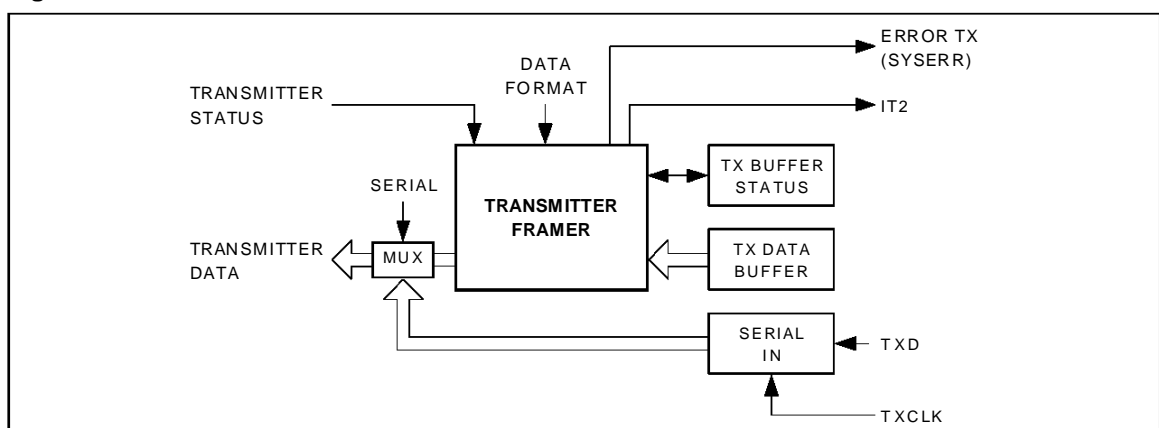 ERROR TX
(SYSERR)
DATA
FORMAT
TRANSMITTER
STATUS
IT2
TX BUFFER
STATUS
SERIAL
TRANSMITTER
FRAMER
TRANSMITTER
DATA
MUX
TX DATA
BUFFER
SERIAL
IN
TXD
TXCLK